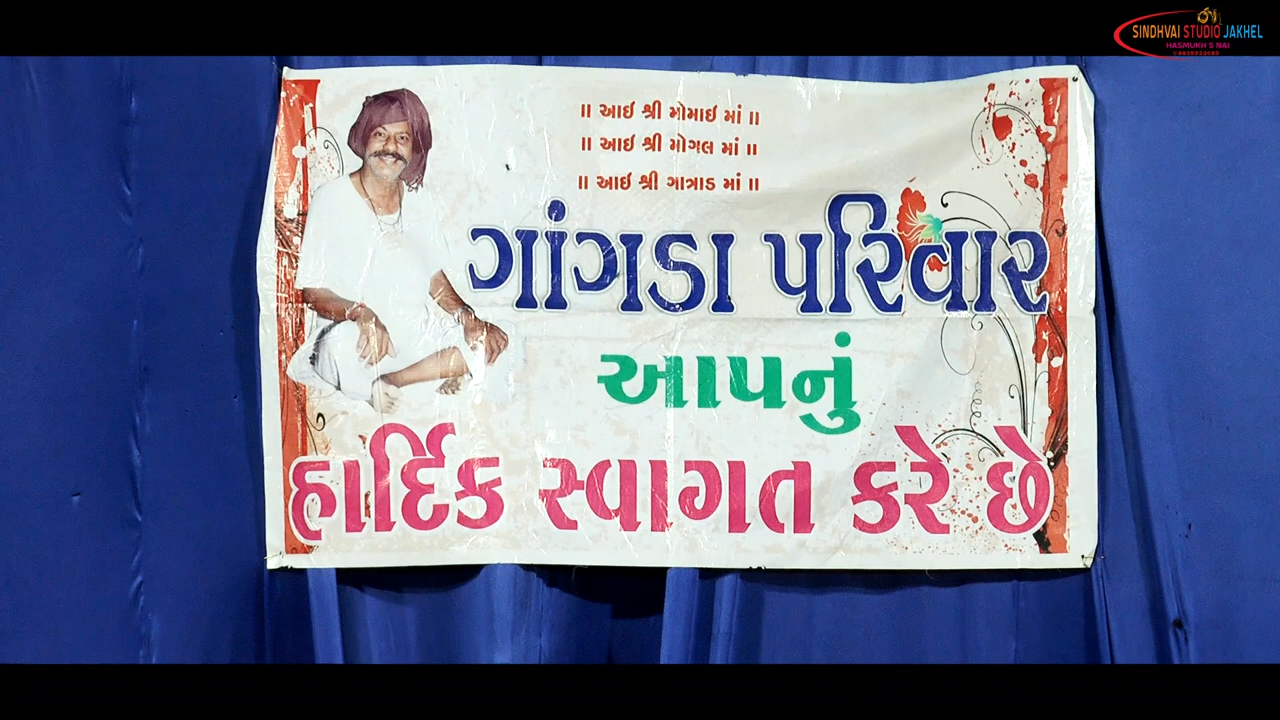 SINDHVAI STUDIO JAKHEL
HASMUKH S NAI
॥ આઈ શ્રી મોમાઈ માં ॥
॥ આઈ શ્રી મોગલ માં ॥
॥ આઈ શ્રી ગાત્રાડ માં ॥
ગાંગડા પરિવાર
આપનું
હાર્દિક સ્વાગત કરે છે